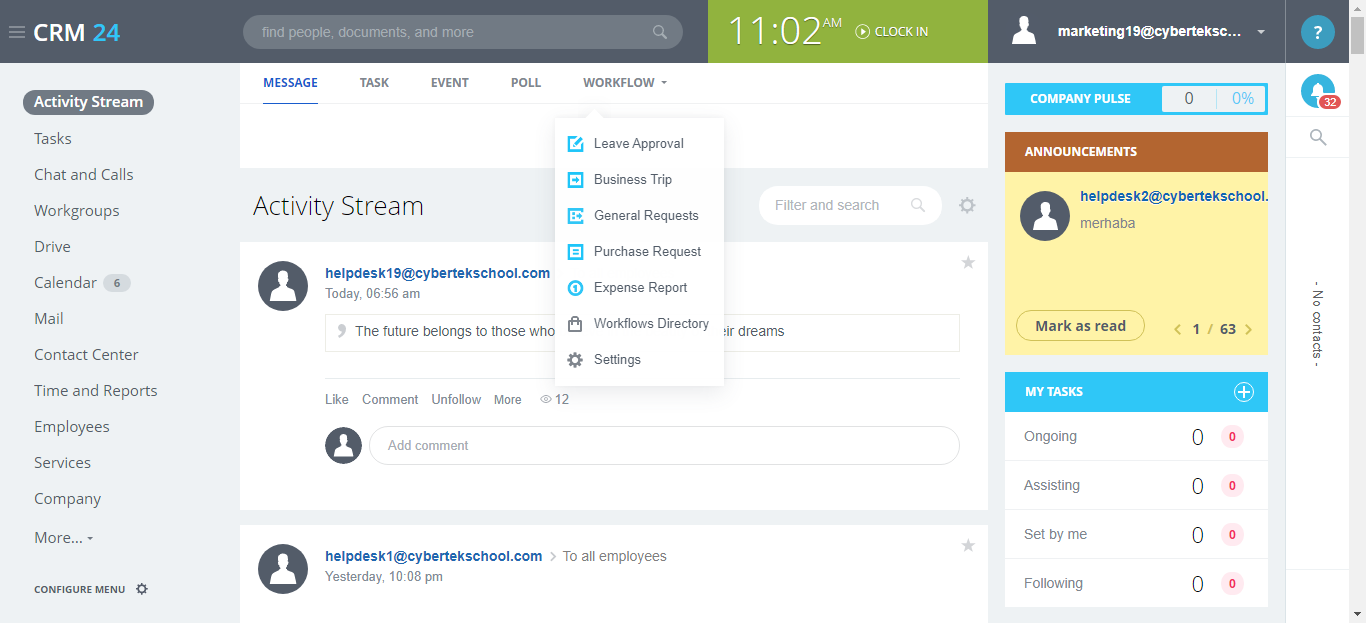 CRM 24
find people, documents, and more
11:02 AM
CLOCK IN
marketing19@cyberteksc...
?
Activity Stream
Tasks
Chat and Calls
Workgroups
Drive
Calendar 6
Mail
Contact Center
Time and Reports
Employees
Services
Company
More...
CONFIGURE MENU
MESSAGE TASK EVENT POLL WORKFLOW
Leave Approval
Business Trip
General Requests
Purchase Request
Expense Report
Workflows Directory
Settings
Activity Stream
Filter and search
helpdesk19@cybertekschool.com
Today, 06:56 am
The future belongs to those who
eir dreams
Like Comment Unfollow More 12
Add comment
helpdesk1@cybertekschool.com > To all employees
Yesterday, 10:08 pm
COMPANY PULSE 0 0%
ANNOUNCEMENTS
helpdesk2@cybertekschool.
merhaba
Mark as read < 1 / 63 >
MY TASKS
Ongoing 0 0
Assisting 0 0
Set by me 0 0
Following 0 0
32
- No contacts -